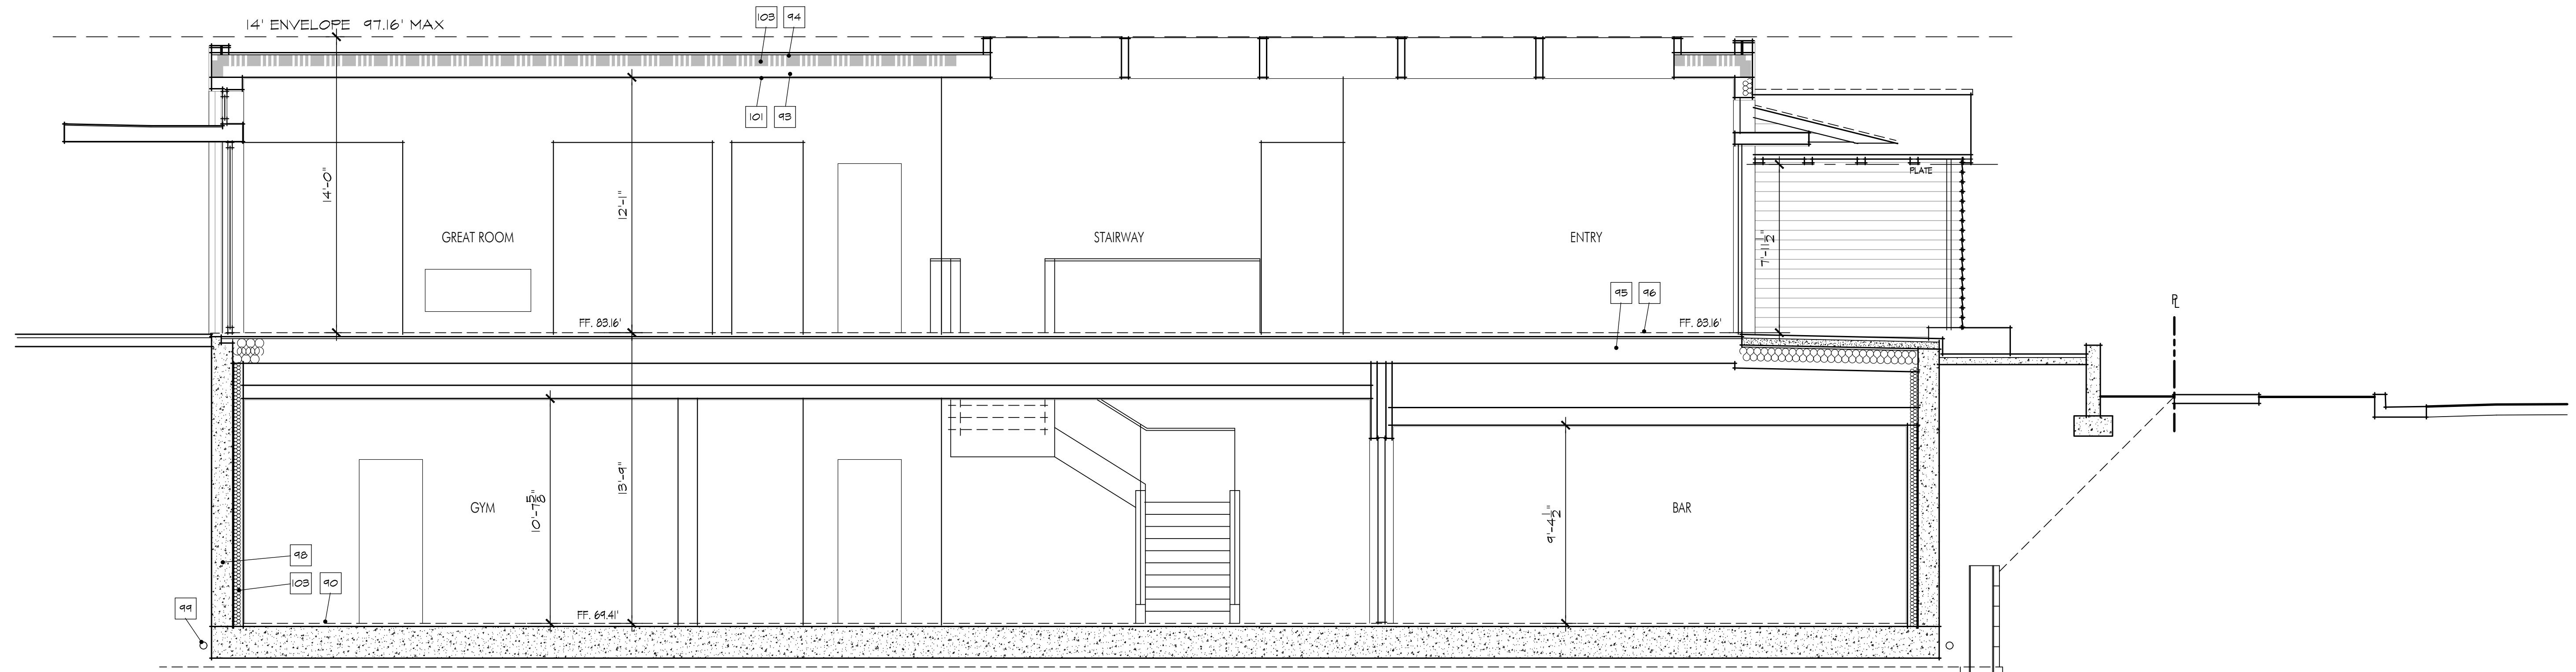 14' ENVELOPE 97.16' MAX
103
94
101
93
14'-0"
12'-1"
GREAT ROOM
STAIRWAY
ENTRY
PLATE
7'-11 1/2"
95
96
FF. 83.16'
FF. 83.16'
PL
GYM
10'-7 5/8"
13'-9"
9'-4 1/2"
BAR
98
103
90
99
FF. 69.41'